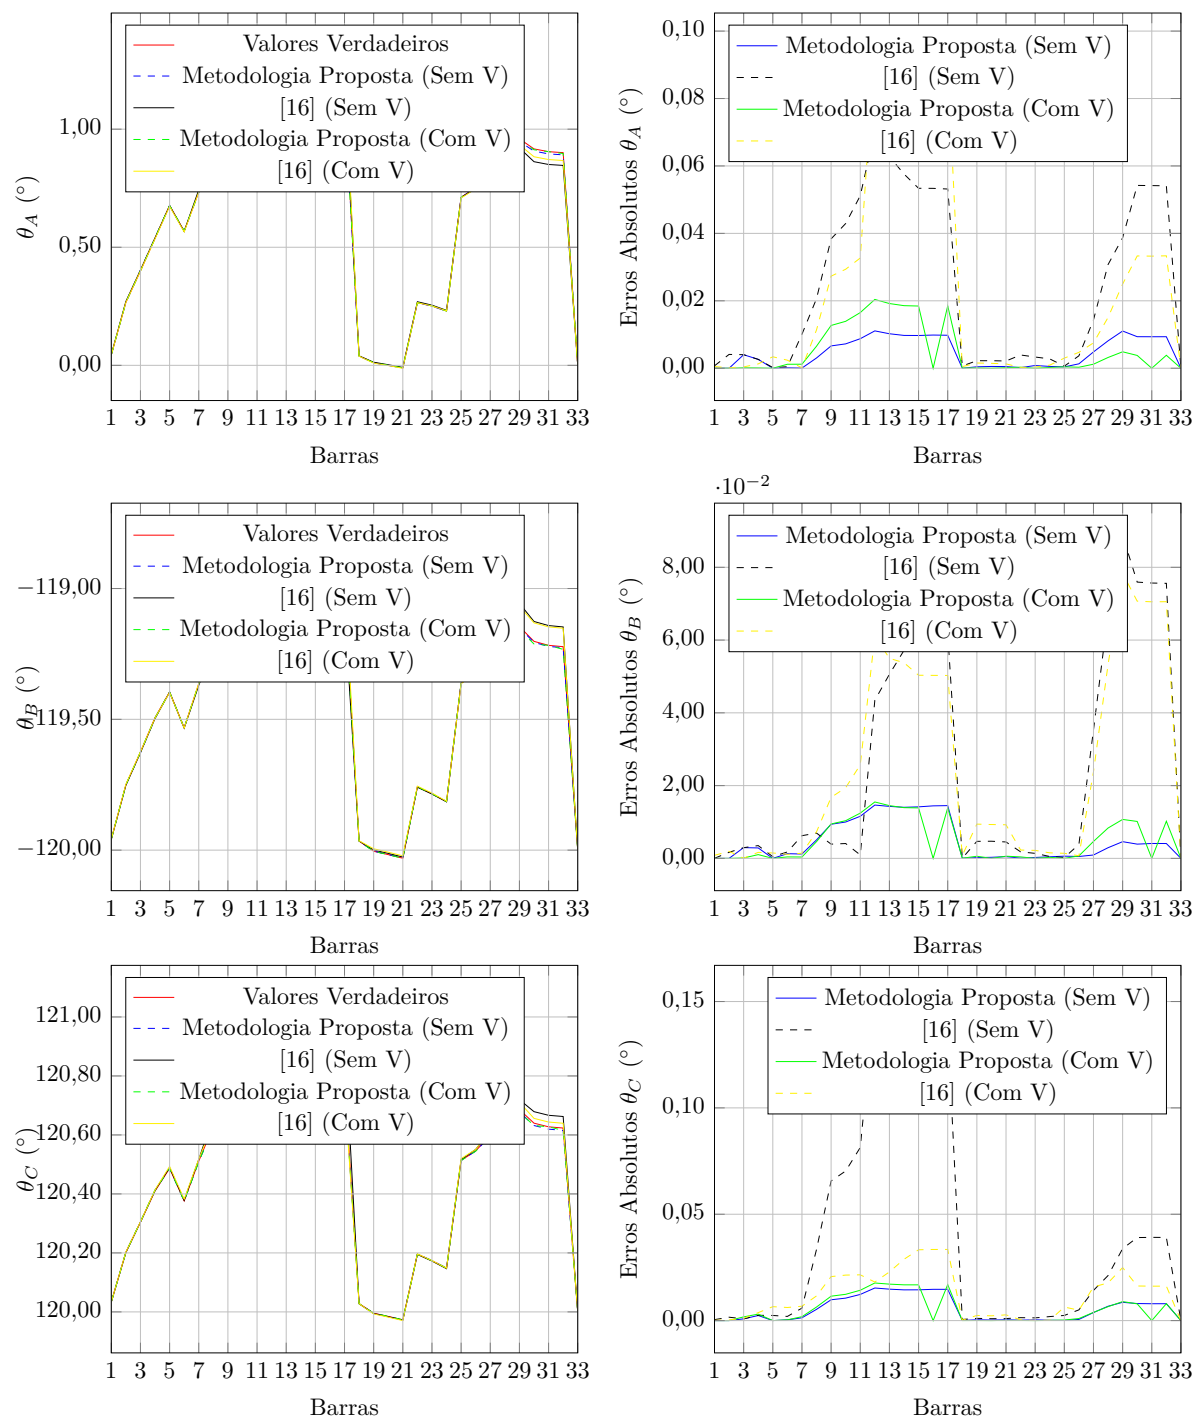 Valores Verdadeiros
Metodologia Proposta (Sem V)
[16] (Sem V)
Metodologia Proposta (Com V)
[16] (Com V)
1,00
0,50
0,00
θA (°)
1 3 5 7 9 11 13 15 17 19 21 23 25 27 29 31 33
Barras
Metodologia Proposta (Sem V)
[16] (Sem V)
Metodologia Proposta (Com V)
[16] (Com V)
0,10
0,08
0,06
0,04
0,02
0,00
Erros Absolutos θA (°)
1 3 5 7 9 11 13 15 17 19 21 23 25 27 29 31 33
Barras
Valores Verdadeiros
Metodologia Proposta (Sem V)
[16] (Sem V)
Metodologia Proposta (Com V)
[16] (Com V)
−119,00
−119,50
−120,00
θB (°)
1 3 5 7 9 11 13 15 17 19 21 23 25 27 29 31 33
Barras
·10−2
Metodologia Proposta (Sem V)
[16] (Sem V)
Metodologia Proposta (Com V)
[16] (Com V)
8,00
6,00
4,00
2,00
0,00
Erros Absolutos θB (°)
1 3 5 7 9 11 13 15 17 19 21 23 25 27 29 31 33
Barras
Valores Verdadeiros
Metodologia Proposta (Sem V)
[16] (Sem V)
Metodologia Proposta (Com V)
[16] (Com V)
121,00
120,80
120,60
120,40
120,20
120,00
θC (°)
1 3 5 7 9 11 13 15 17 19 21 23 25 27 29 31 33
Barras
Metodologia Proposta (Sem V)
[16] (Sem V)
Metodologia Proposta (Com V)
[16] (Com V)
0,15
0,10
0,05
0,00
Erros Absolutos θC (°)
1 3 5 7 9 11 13 15 17 19 21 23 25 27 29 31 33
Barras